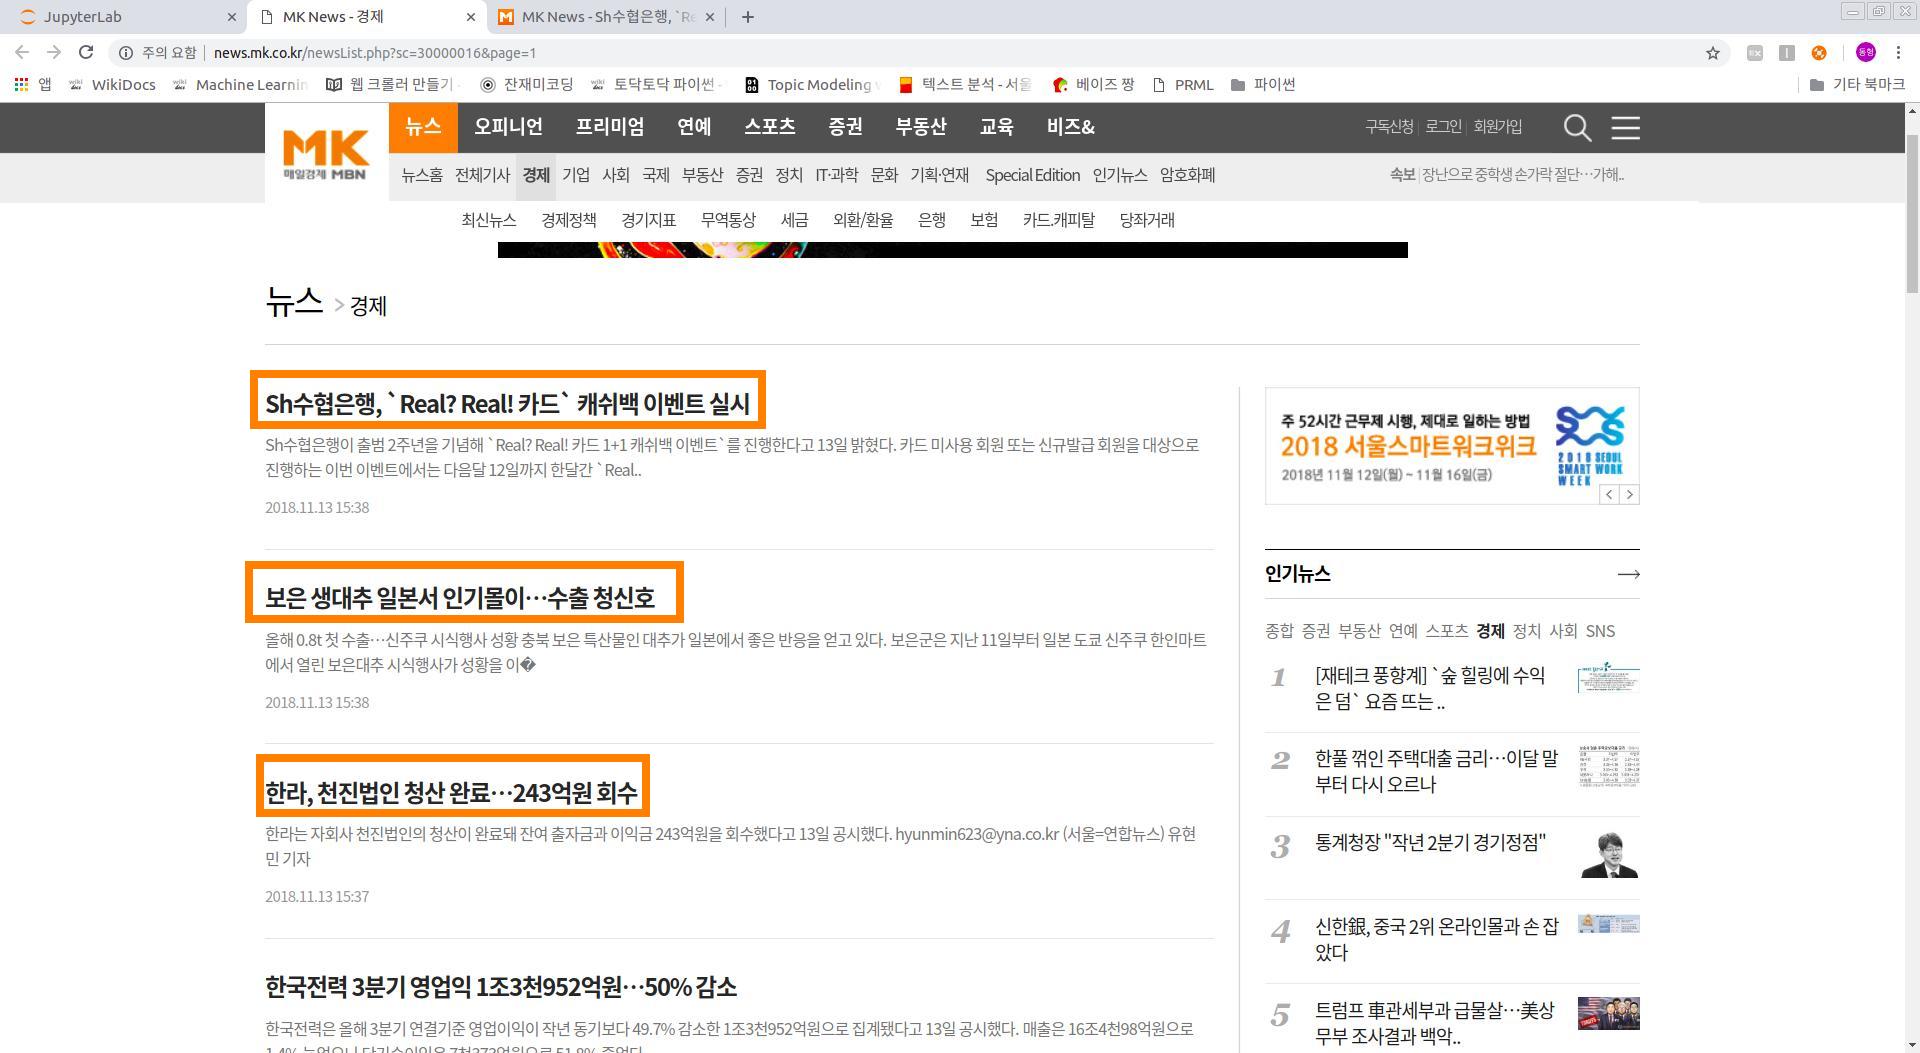 JupyterLab
MK News - 경제
MK News - Sh수협은행, `Re
주의 요함
news.mk.co.kr/newsList.php?sc=30000016&page=1
동형
앱
WikiDocs
Machine Learnin
웹 크롤러 만들기 -
잔재미코딩
토닥토닥 파이썬 -
Topic Modeling
텍스트 분석 - 서울
베이즈 짱
PRML
파이썬
기타 북마크
MK
매일경제 MBN
뉴스 오피니언 프리미엄 연예 스포츠 증권 부동산 교육 비즈&
구독신청 로그인 회원가입
뉴스홈 전체기사 경제 기업 사회 국제 부동산 증권 정치 IT·과학 문화 기획·연재 Special Edition 인기뉴스 암호화폐
속보 장난으로 중학생 손가락 절단…가해..
최신뉴스 경제정책 경기지표 무역통상 세금 외환/환율 은행 보험 카드.캐피탈 당좌거래
뉴스 > 경제
Sh수협은행, `Real? Real! 카드` 캐쉬백 이벤트 실시
Sh수협은행이 출범 2주년을 기념해 `Real? Real! 카드 1+1 캐쉬백 이벤트`를 진행한다고 13일 밝혔다. 카드 미사용 회원 또는 신규발급 회원을 대상으로
진행하는 이번 이벤트에서는 다음달 12일까지 한달간 `Real..
2018.11.13 15:38
보은 생대추 일본서 인기몰이…수출 청신호
올해 0.8t 첫 수출…신주쿠 시식행사 성황 충북 보은 특산물인 대추가 일본에서 좋은 반응을 얻고 있다. 보은군은 지난 11일부터 일본 도쿄 신주쿠 한인마트
에서 열린 보은대추 시식행사가 성황을 이�
2018.11.13 15:38
한라, 천진법인 청산 완료…243억원 회수
한라는 자회사 천진법인의 청산이 완료돼 잔여 출자금과 이익금 243억원을 회수했다고 13일 공시했다. hyunmin623@yna.co.kr (서울=연합뉴스) 유현
민 기자
2018.11.13 15:37
한국전력 3분기 영업익 1조3천952억원…50% 감소
한국전력은 올해 3분기 연결기준 영업이익이 작년 동기보다 49.7% 감소한 1조3천952억원으로 집계됐다고 13일 공시했다. 매출은 16조4천98억원으로
주 52시간 근무제 시행, 제대로 일하는 방법
2018 서울스마트워크위크
2018년 11월 12일(월) ~ 11월 16일(금)
2018 SEOUL
SMART WORK
WEEK
인기뉴스
종합 증권 부동산 연예 스포츠 경제 정치 사회 SNS
1 [재테크 풍향계] `숲 힐링에 수익
은 덤` 요즘 뜨는 ..
2 한풀 꺾인 주택대출 금리…이달 말
부터 다시 오르나
3 통계청장 "작년 2분기 경기정점"
4 신한銀, 중국 2위 온라인몰과 손 잡
았다
5 트럼프 車관세부과 급물살…美상
무부 조사결과 백악..